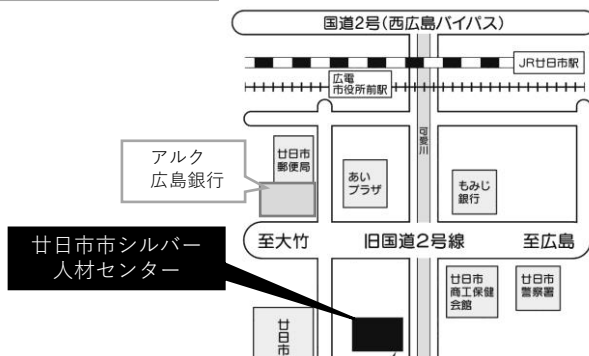 国道2号(西広島バイパス)
JR廿日市駅
広電
市役所前駅
可愛川
アルク
広島銀行
廿日市
郵便局
あい
プラザ
もみじ
銀行
至大竹
旧国道2号線
至広島
廿日市市シルバー
人材センター
廿日市
商工保健
会館
廿日市
警察署
廿日市